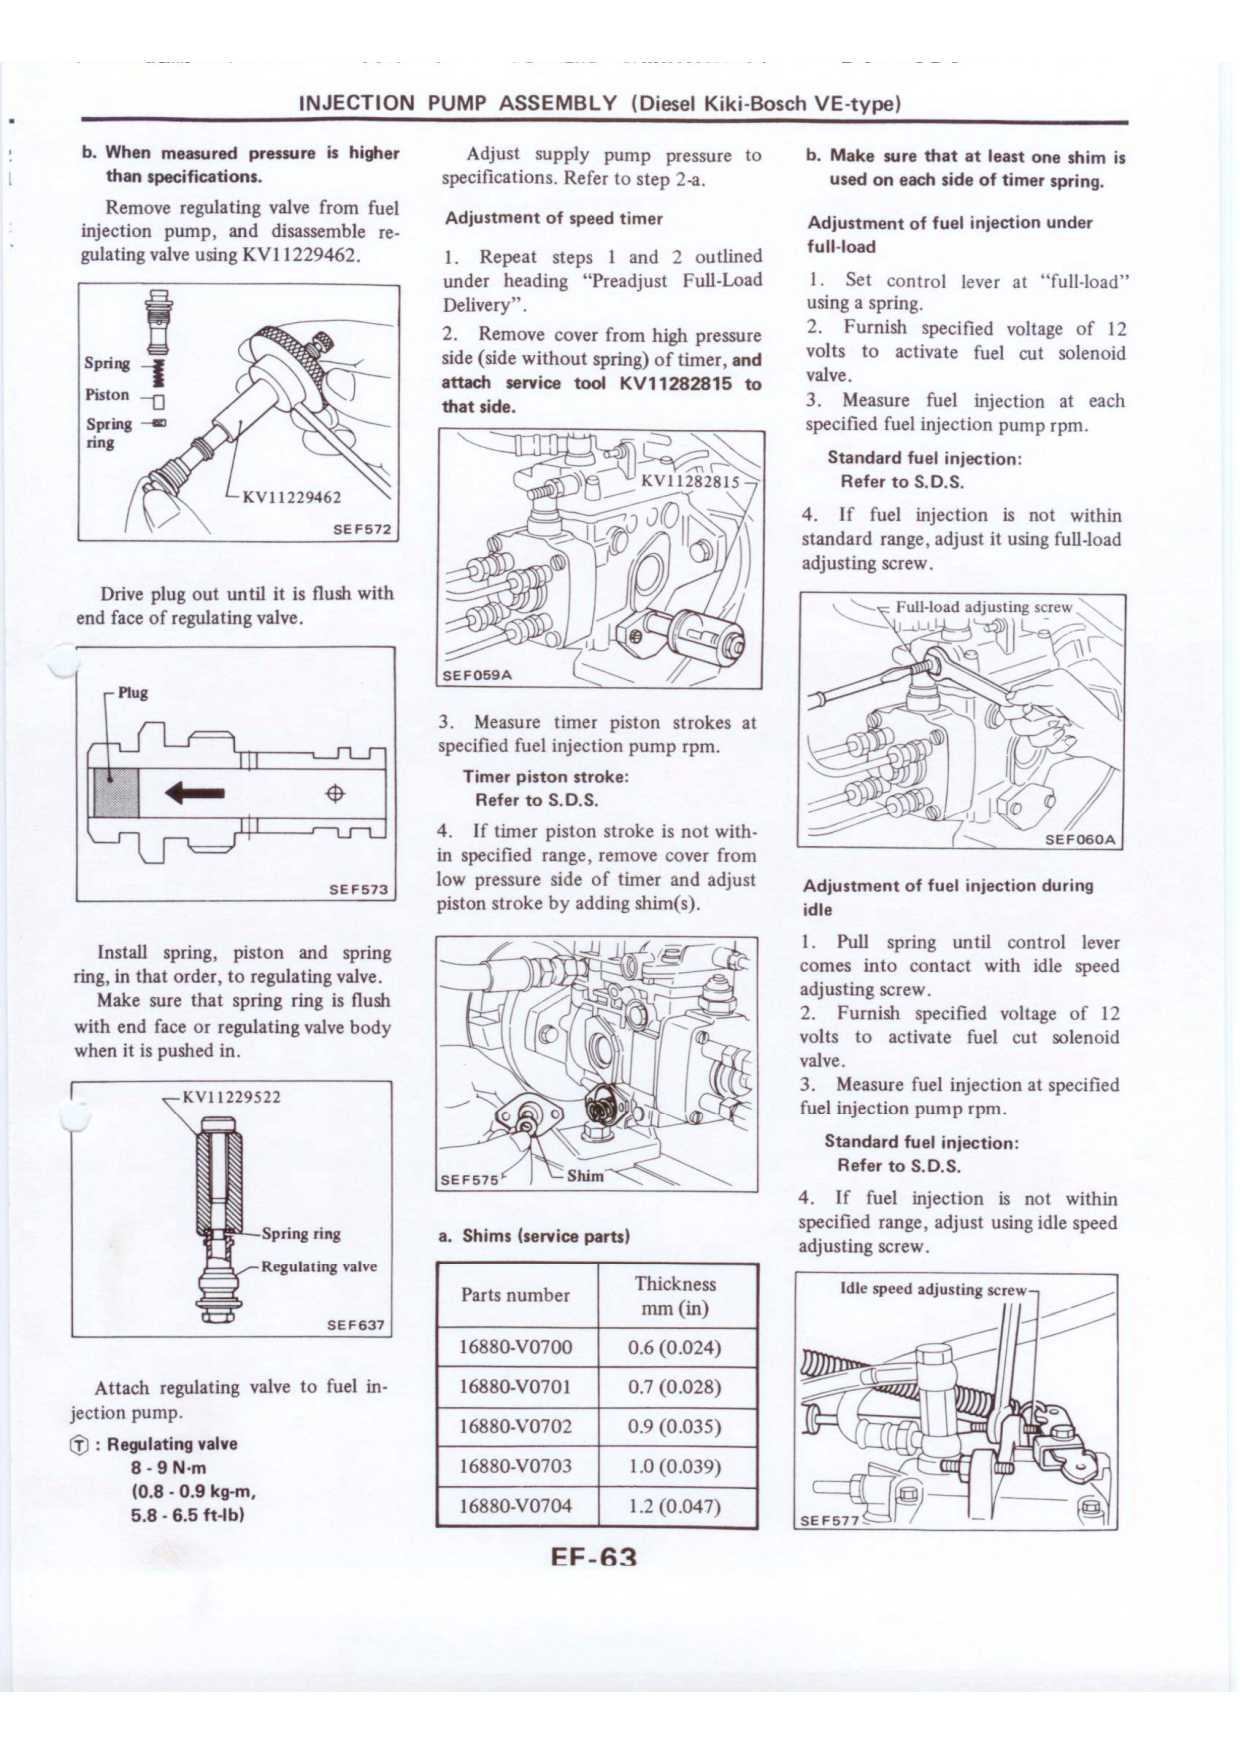 INJECTION PUMP ASSEMBLY (Diesel Kiki-Bosch VE-type)
b. When measured pressure is higher
than specifications.
Remove regulating valve from fuel
injection pump, and disassemble re-
gulating valve using KV11229462.
Spring
Piston
Spring
ring
KV11229462
SEF572
Drive plug out until it is flush with
end face of regulating valve.
Plug
SEF573
Install spring, piston and spring
ring, in that order, to regulating valve.
Make sure that spring ring is flush
with end face or regulating valve body
when it is pushed in.
KV11229522
Spring ring
Regulating valve
SEF637
Attach regulating valve to fuel in-
jection pump.
Ⓣ : Regulating valve
8 - 9 N·m
(0.8 - 0.9 kg-m,
5.8 - 6.5 ft-lb)
Adjust supply pump pressure to
specifications. Refer to step 2-a.
Adjustment of speed timer
1. Repeat steps 1 and 2 outlined
under heading “Preadjust Full-Load
Delivery”.
2. Remove cover from high pressure
side (side without spring) of timer, and
attach service tool KV11282815 to
that side.
KV11282815
SEF059A
3. Measure timer piston strokes at
specified fuel injection pump rpm.
Timer piston stroke:
Refer to S.D.S.
4. If timer piston stroke is not with-
in specified range, remove cover from
low pressure side of timer and adjust
piston stroke by adding shim(s).
SEF575
Shim
a. Shims (service parts)
Parts number
Thickness
mm (in)
16880-V0700 0.6 (0.024)
16880-V0701 0.7 (0.028)
16880-V0702 0.9 (0.035)
16880-V0703 1.0 (0.039)
16880-V0704 1.2 (0.047)
b. Make sure that at least one shim is
used on each side of timer spring.
Adjustment of fuel injection under
full-load
1. Set control lever at “full-load”
using a spring.
2. Furnish specified voltage of 12
volts to activate fuel cut solenoid
valve.
3. Measure fuel injection at each
specified fuel injection pump rpm.
Standard fuel injection:
Refer to S.D.S.
4. If fuel injection is not within
standard range, adjust it using full-load
adjusting screw.
Full-load adjusting screw
SEF060A
Adjustment of fuel injection during
idle
1. Pull spring until control lever
comes into contact with idle speed
adjusting screw.
2. Furnish specified voltage of 12
volts to activate fuel cut solenoid
valve.
3. Measure fuel injection at specified
fuel injection pump rpm.
Standard fuel injection:
Refer to S.D.S.
4. If fuel injection is not within
specified range, adjust using idle speed
adjusting screw.
Idle speed adjusting screw
SEF577
EF-63